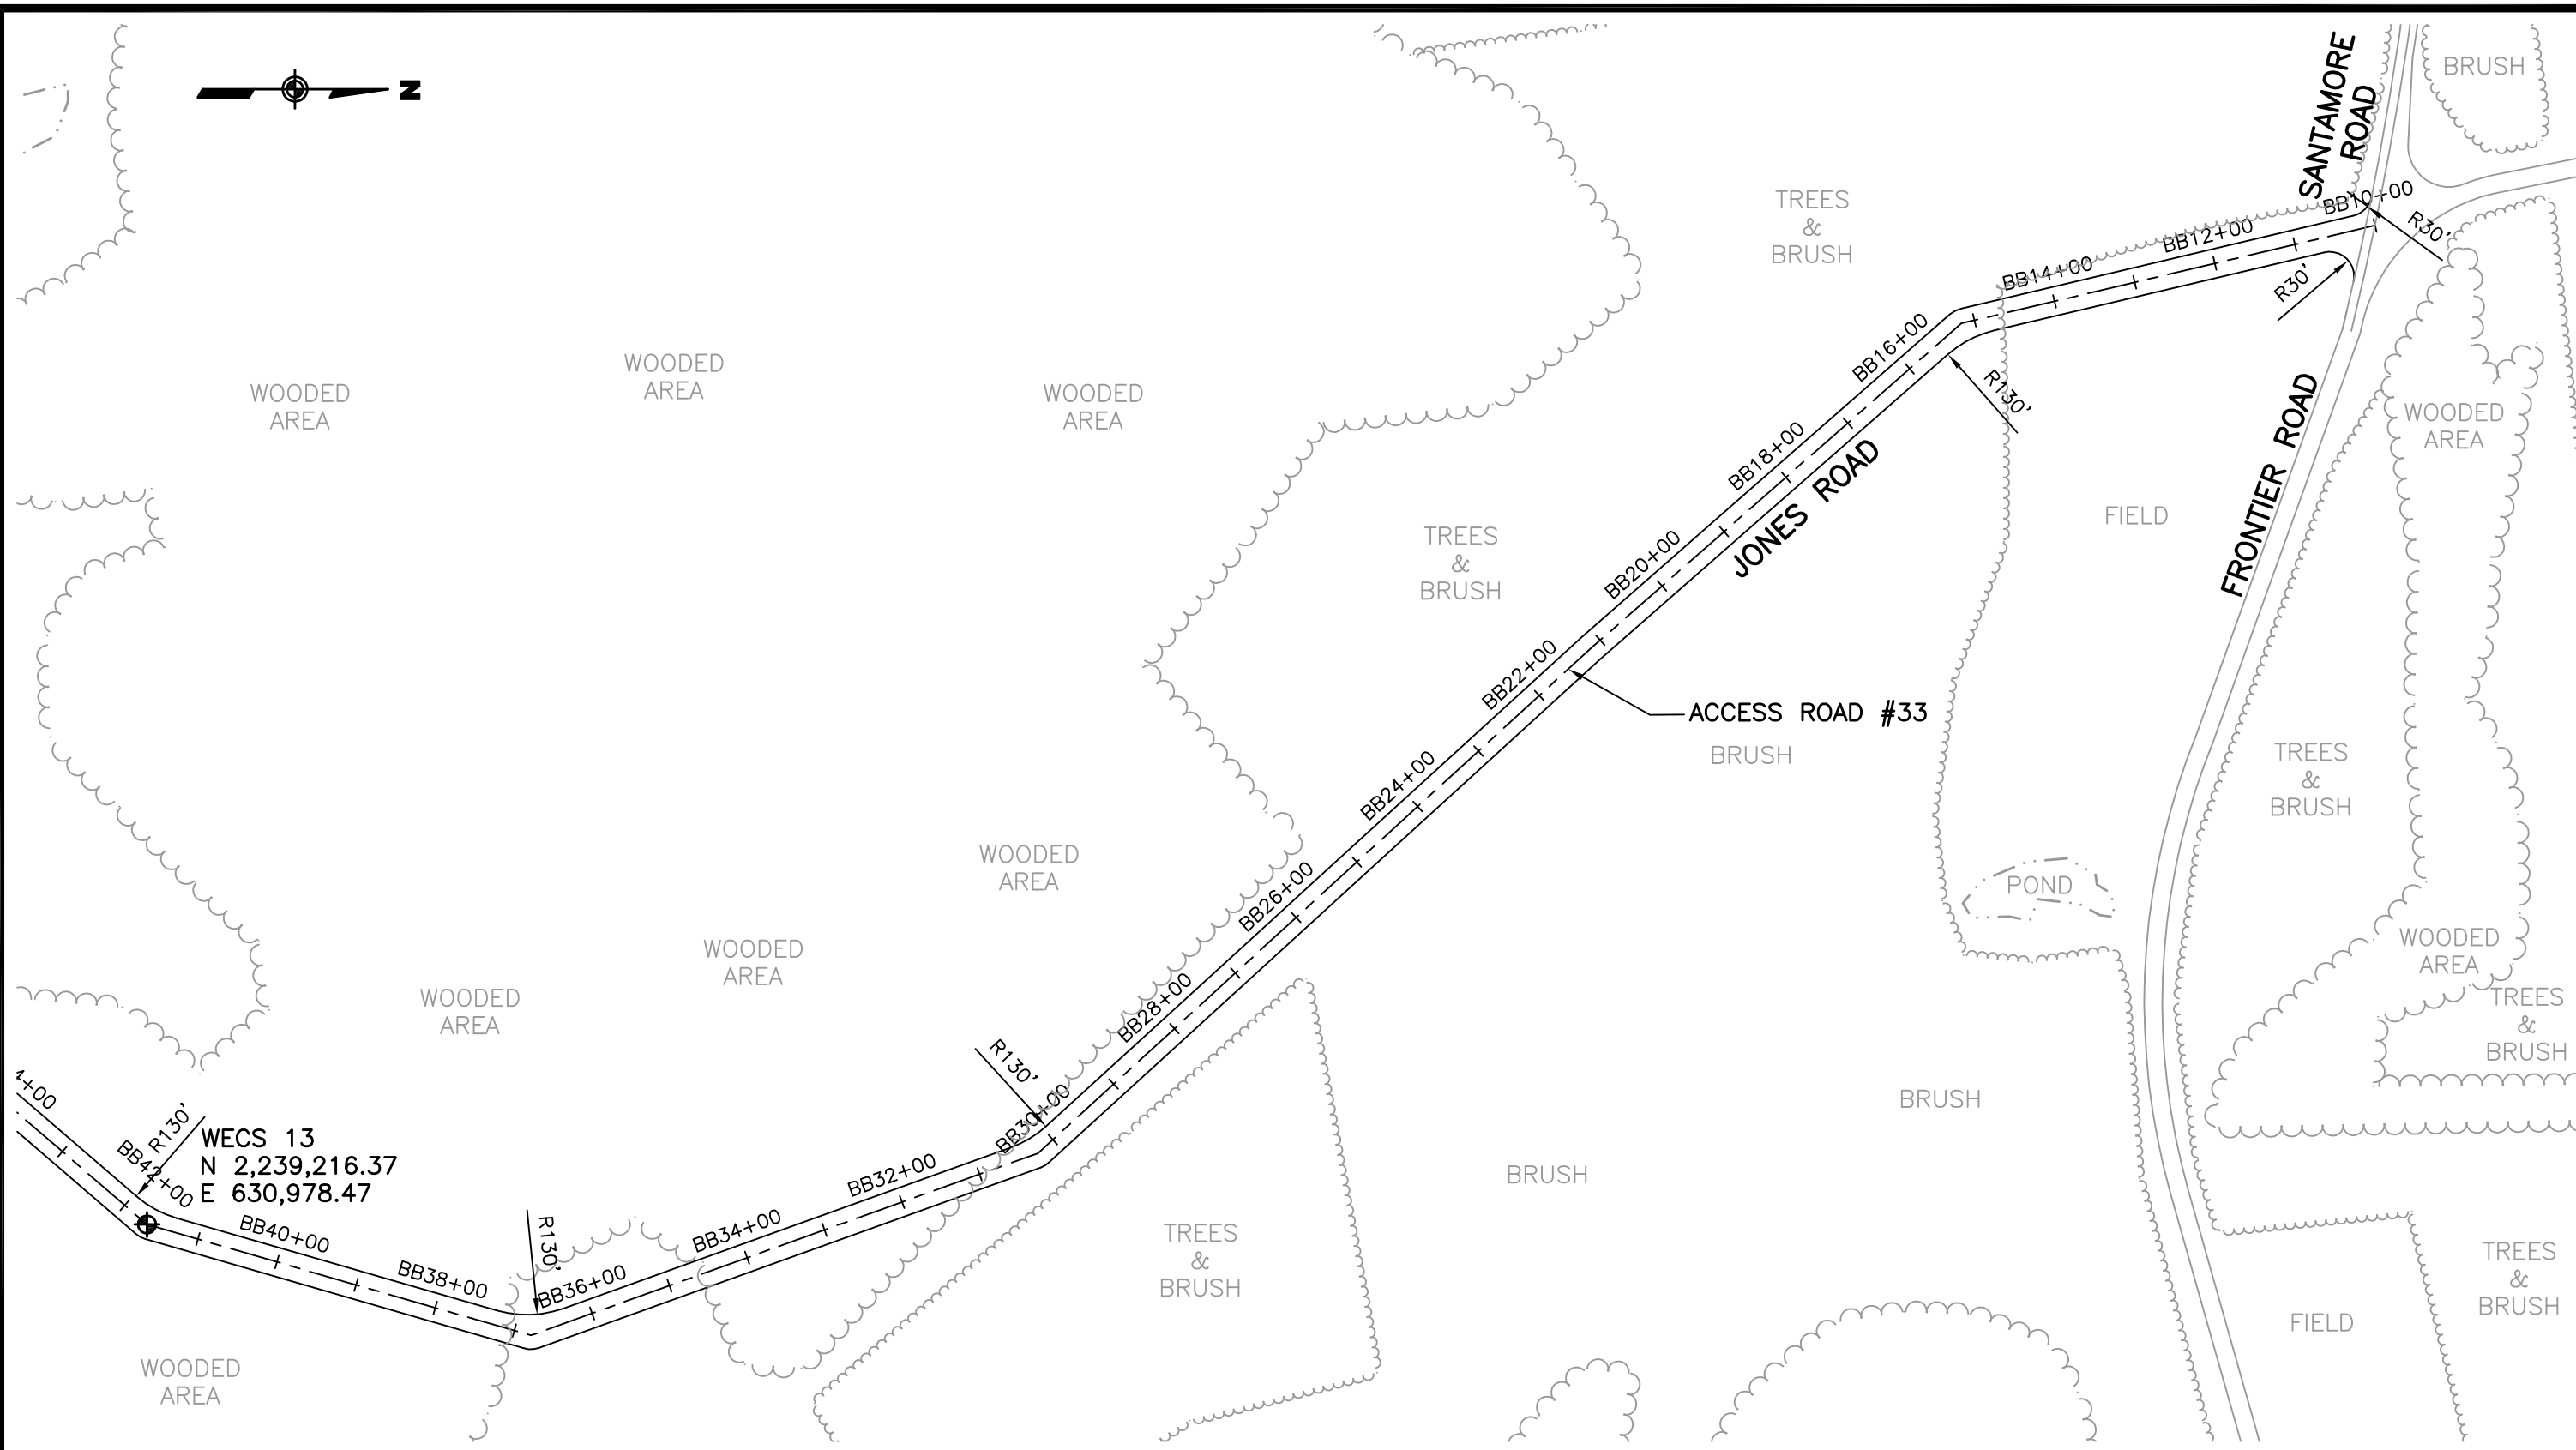 N
BRUSH
SANTAMORE
ROAD
BB10+00
R30'
TREES
&
BRUSH
BB12+00
BB14+00
R30'
BB16+00
R130'
WOODED
AREA
WOODED
AREA
WOODED
AREA
WOODED
AREA
FRONTIER ROAD
BB18+00
JONES ROAD
FIELD
TREES
&
BRUSH
BB20+00
BB22+00
ACCESS ROAD #33
BRUSH
TREES
&
BRUSH
BB24+00
WOODED
AREA
BB26+00
POND
WOODED
AREA
WOODED
AREA
WOODED
AREA
BB28+00
TREES
&
BRUSH
R130'
BB30+00
BRUSH
4+00
R130'
WECS 13
N 2,239,216.37
E 630,978.47
BB42+00
BB32+00
BRUSH
BB40+00
BB34+00
R130'
TREES
&
BRUSH
BB38+00
BB36+00
TREES
&
BRUSH
FIELD
WOODED
AREA